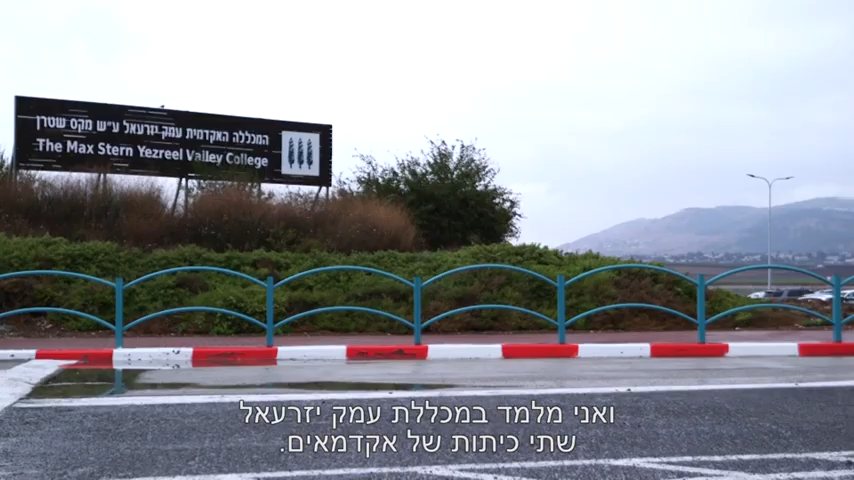 המכללה האקדמית עמק-יזרעאל ע״ש מקס שטרן
The Max Stern Yezreel Valley College
ואני מלמד במכללת עמק יזרעאל
שתי כיתות של אקדמאים.